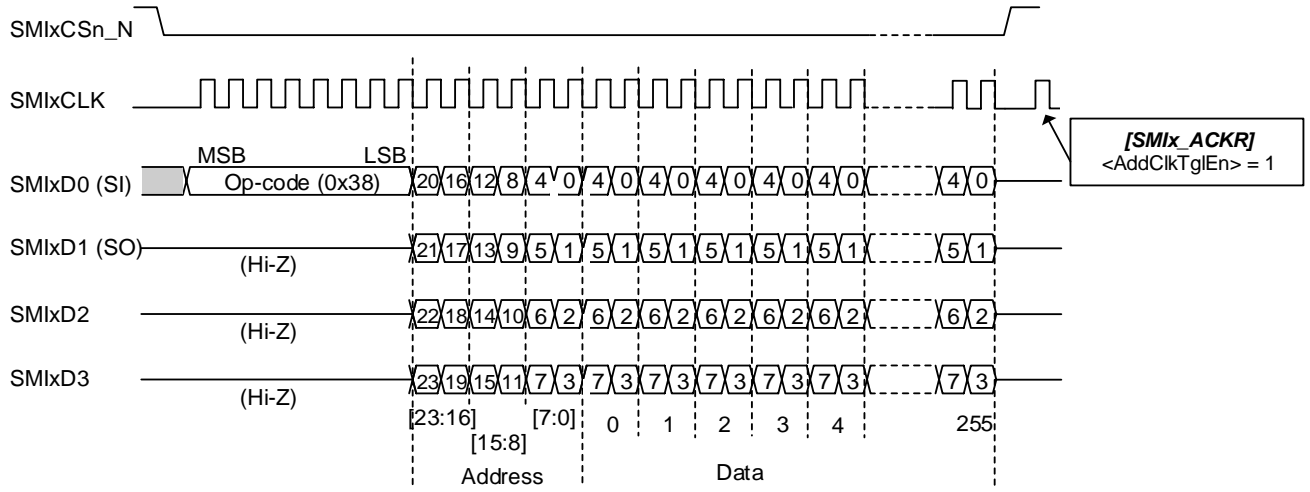 SMIxCSn_N
SMIxCLK
[SMIx_ACKR]
<AddClkTglEn> = 1
MSB LSB
SMIxD0 (SI) Op-code (0x38) 20 16 12 8 4 0 4 0 4 0 4 0 4 0 4 0 4 0
SMIxD1 (SO) (Hi-Z) 21 17 13 9 5 1 5 1 5 1 5 1 5 1 5 1 5 1
SMIxD2 (Hi-Z) 22 18 14 10 6 2 6 2 6 2 6 2 6 2 6 2 6 2
SMIxD3 (Hi-Z) 23 19 15 11 7 3 7 3 7 3 7 3 7 3 7 3 7 3
[23:16] [7:0] 0 1 2 3 4 255
[15:8]
Address Data